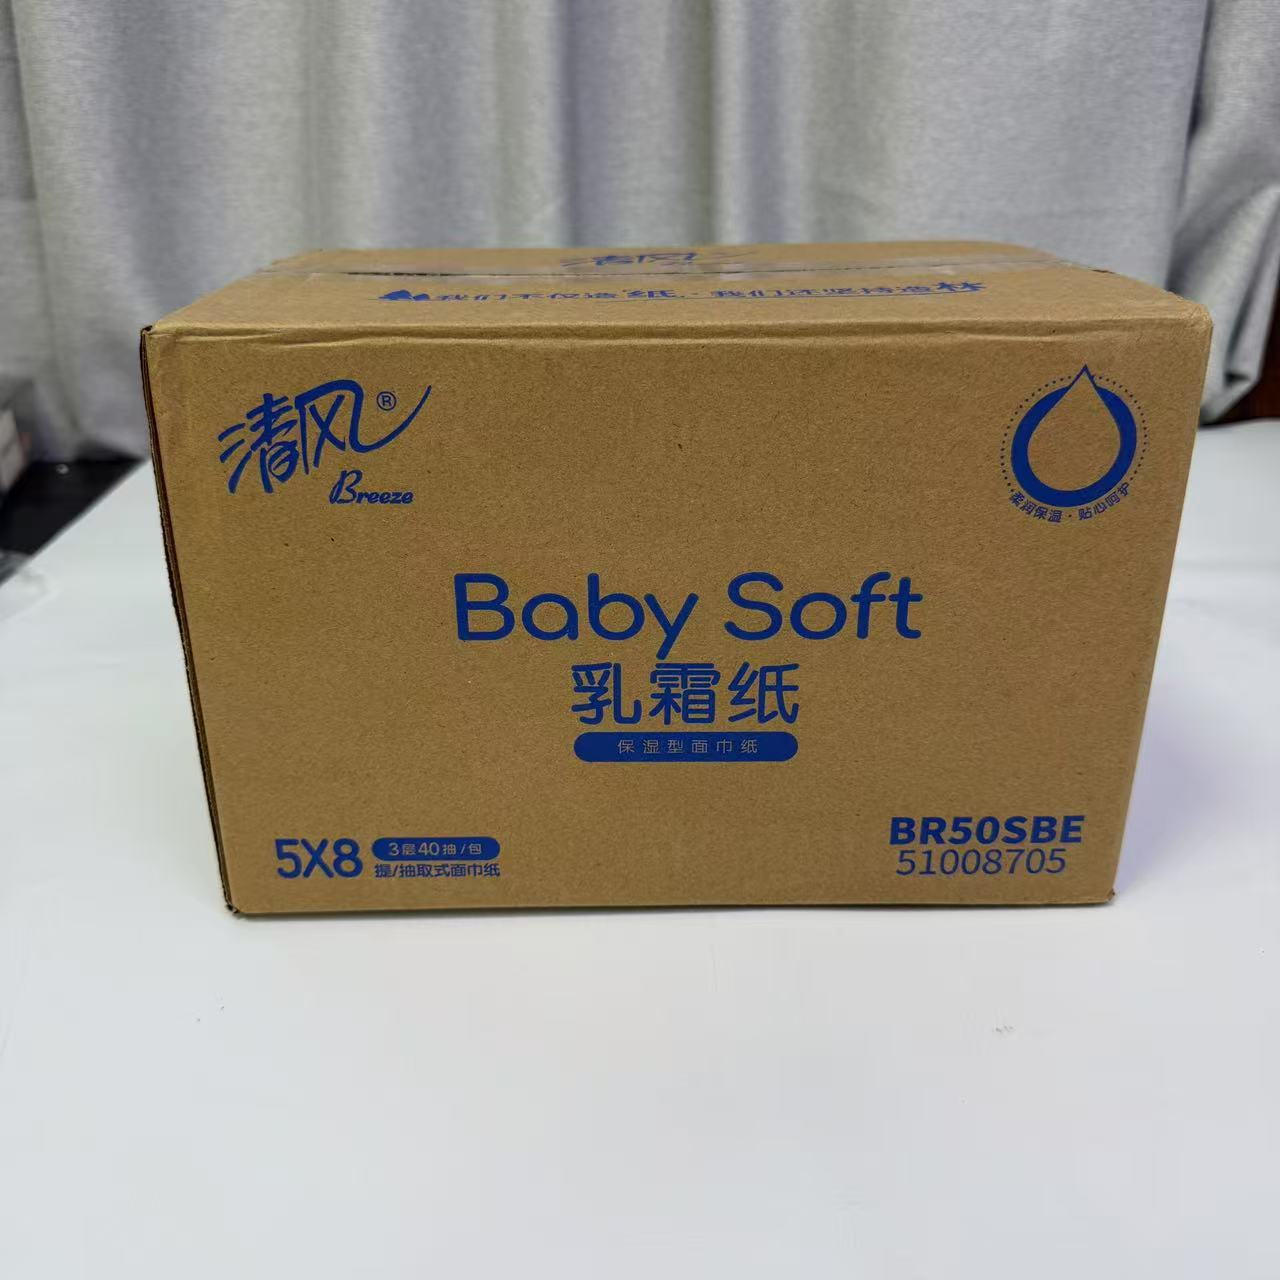 清风
我们不仅造纸·我们还坚持造林
清风®
Breeze
柔润保湿·贴心呵护
Baby Soft
乳霜纸
保湿型面巾纸
5X8
3层40抽/包
提/抽取式面巾纸
BR50SBE
51008705